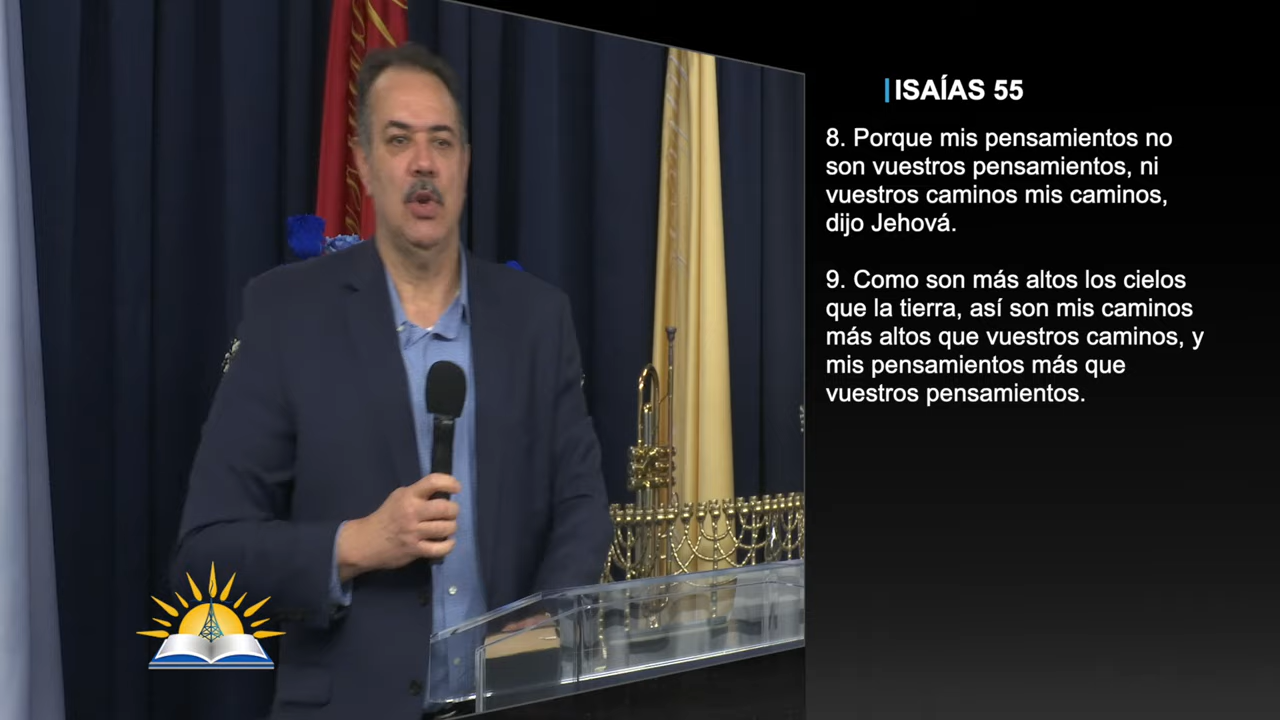 ISAÍAS 55
8. Porque mis pensamientos no
son vuestros pensamientos, ni
vuestros caminos mis caminos,
dijo Jehová.
9. Como son más altos los cielos
que la tierra, así son mis caminos
más altos que vuestros caminos, y
mis pensamientos más que
vuestros pensamientos.